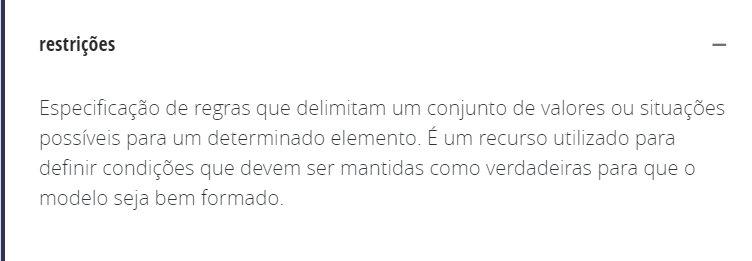 restrições
Especificação de regras que delimitam um conjunto de valores ou situações
possíveis para um determinado elemento. É um recurso utilizado para
definir condições que devem ser mantidas como verdadeiras para que o
modelo seja bem formado.